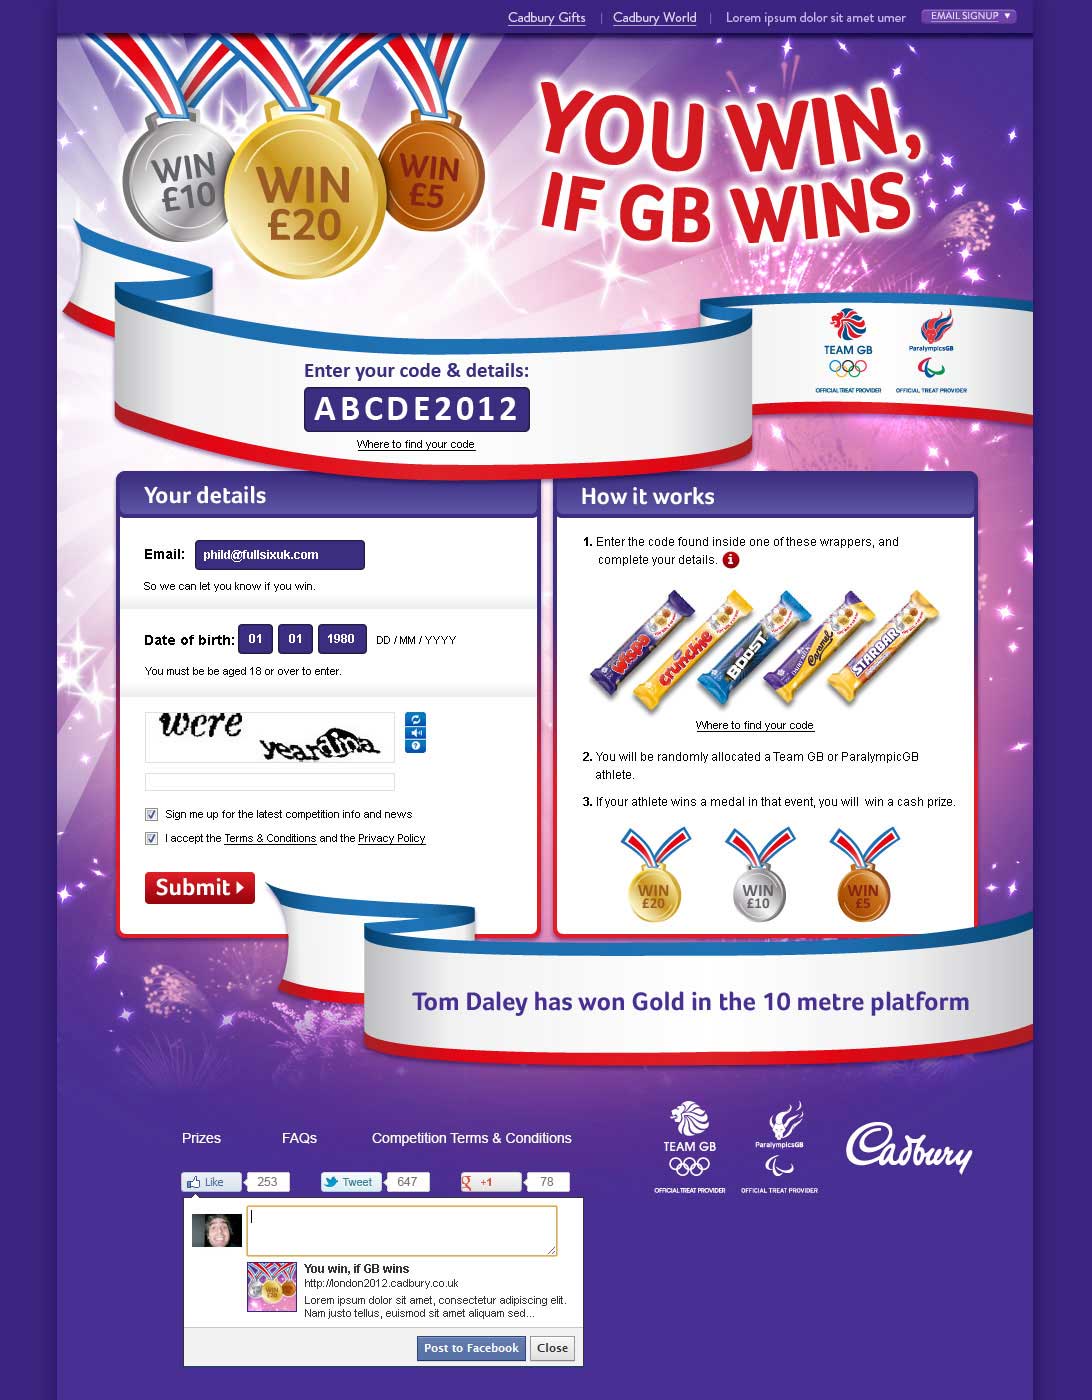 Cadbury Gifts | Cadbury World | Lorem ipsum dolor sit amet umer EMAIL SIGNUP
WIN £10
WIN £20
WIN £5
YOU WIN,
IF GB WINS
TEAM GB
OFFICIAL TREAT PROVIDER
ParalympicsGB
OFFICIAL TREAT PROVIDER
Enter your code & details:
ABCDE2012
Where to find your code
Your details
Email: phild@fullsixuk.com
So we can let you know if you win.
Date of birth: 01 01 1980 DD / MM / YYYY
You must be be aged 18 or over to enter.
were
Sign me up for the latest competition info and news
I accept the Terms & Conditions and the Privacy Policy
Submit
How it works
1. Enter the code found inside one of these wrappers, and
complete your details.
Wispa
Crunchie
BOOST
Caramel
STARBAR
Where to find your code
2. You will be randomly allocated a Team GB or ParalympicGB
athlete.
3. If your athlete wins a medal in that event, you will win a cash prize.
WIN £20
WIN £10
WIN £5
Tom Daley has won Gold in the 10 metre platform
Prizes FAQs Competition Terms & Conditions
Like 253 Tweet 647 +1 78
TEAM GB
OFFICIAL TREAT PROVIDER
ParalympicsGB
OFFICIAL TREAT PROVIDER
Cadbury
WIN £20
You win, if GB wins
http://london2012.cadbury.co.uk
Lorem ipsum dolor sit amet, consectetur adipiscing elit.
Nam justo tellus, euismod sit amet aliquam sed...
Post to Facebook Close